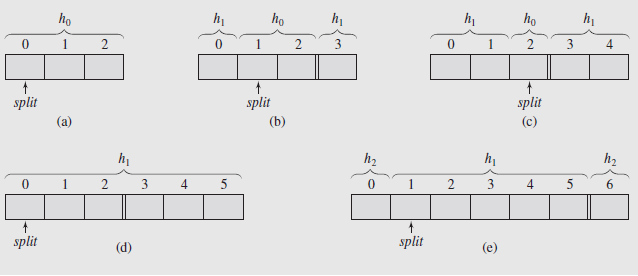 h₀
0 1 2
split
(a)
h₁ h₀ h₁
0 1 2 3
split
(b)
h₁ h₀ h₁
0 1 2 3 4
split
(c)
h₁
0 1 2 3 4 5
split
(d)
h₂ h₁ h₂
0 1 2 3 4 5 6
split
(e)